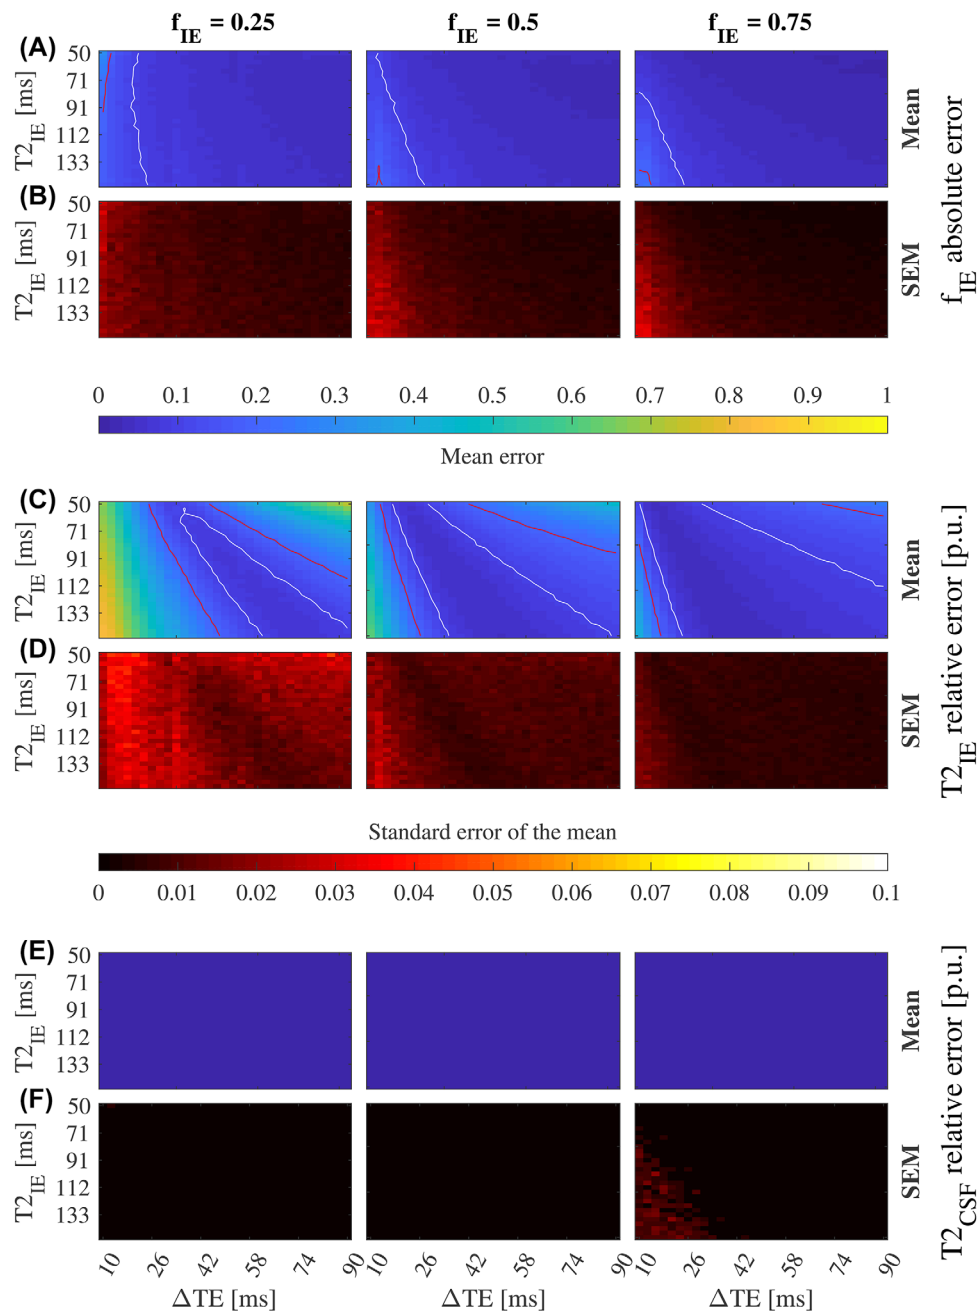 f_IE = 0.25 f_IE = 0.5 f_IE = 0.75
(A)
50
71
91
112
133
T2_IE [ms]
Mean
(B)
50
71
91
112
133
T2_IE [ms]
SEM
f_IE absolute error
0 0.1 0.2 0.3 0.4 0.5 0.6 0.7 0.8 0.9 1
Mean error
(C)
50
71
91
112
133
T2_IE [ms]
Mean
(D)
50
71
91
112
133
T2_IE [ms]
SEM
T2_IE relative error [p.u.]
Standard error of the mean
0 0.01 0.02 0.03 0.04 0.05 0.06 0.07 0.08 0.09 0.1
(E)
50
71
91
112
133
T2_IE [ms]
Mean
(F)
50
71
91
112
133
T2_IE [ms]
SEM
T2_CSF relative error [p.u.]
10 26 42 58 74 90 10 26 42 58 74 90 10 26 42 58 74 90
ΔTE [ms] ΔTE [ms] ΔTE [ms]